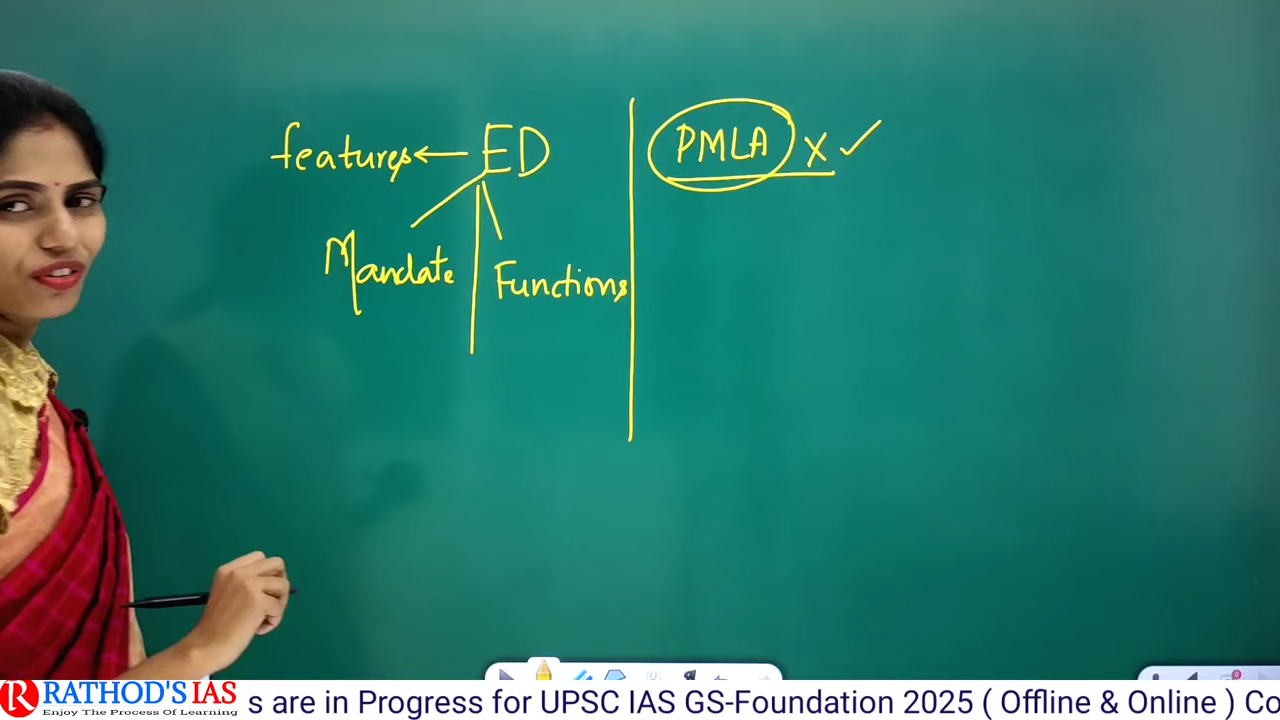 features ← ED
Mandate
Functions
PMLA x ✓
RATHOD'S IAS
Enjoy The Process Of Learning
s are in Progress for UPSC IAS GS-Foundation 2025 ( Offline & Online ) Co